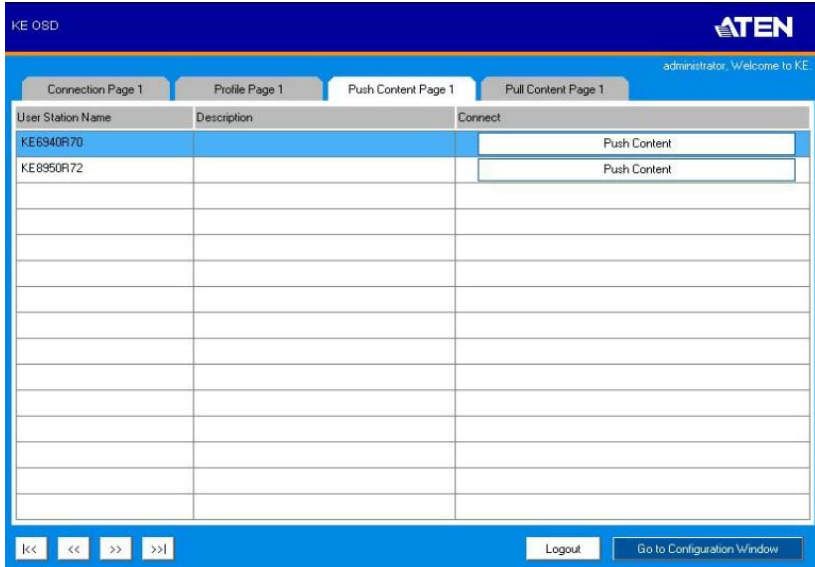 KE OSD
ATEN
administrator, Welcome to KE.
Connection Page 1 Profile Page 1 Push Content Page 1 Pull Content Page 1
User Station Name Description Connect
KE6940R70 Push Content
KE8950R72 Push Content
|<< << >> >>| Logout Go to Configuration Window